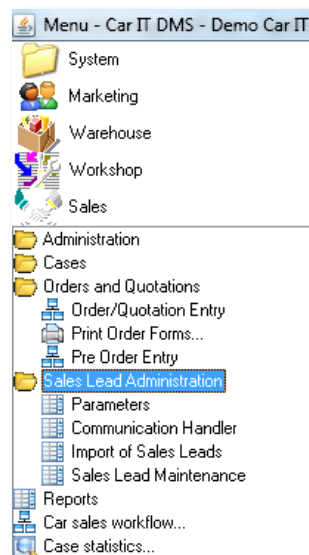 Menu - Car IT DMS - Demo Car IT
System
Marketing
Warehouse
Workshop
Sales
Administration
Cases
Orders and Quotations
Order/Quotation Entry
Print Order Forms...
Pre Order Entry
Sales Lead Administration
Parameters
Communication Handler
Import of Sales Leads
Sales Lead Maintenance
Reports
Car sales workflow...
Case statistics...